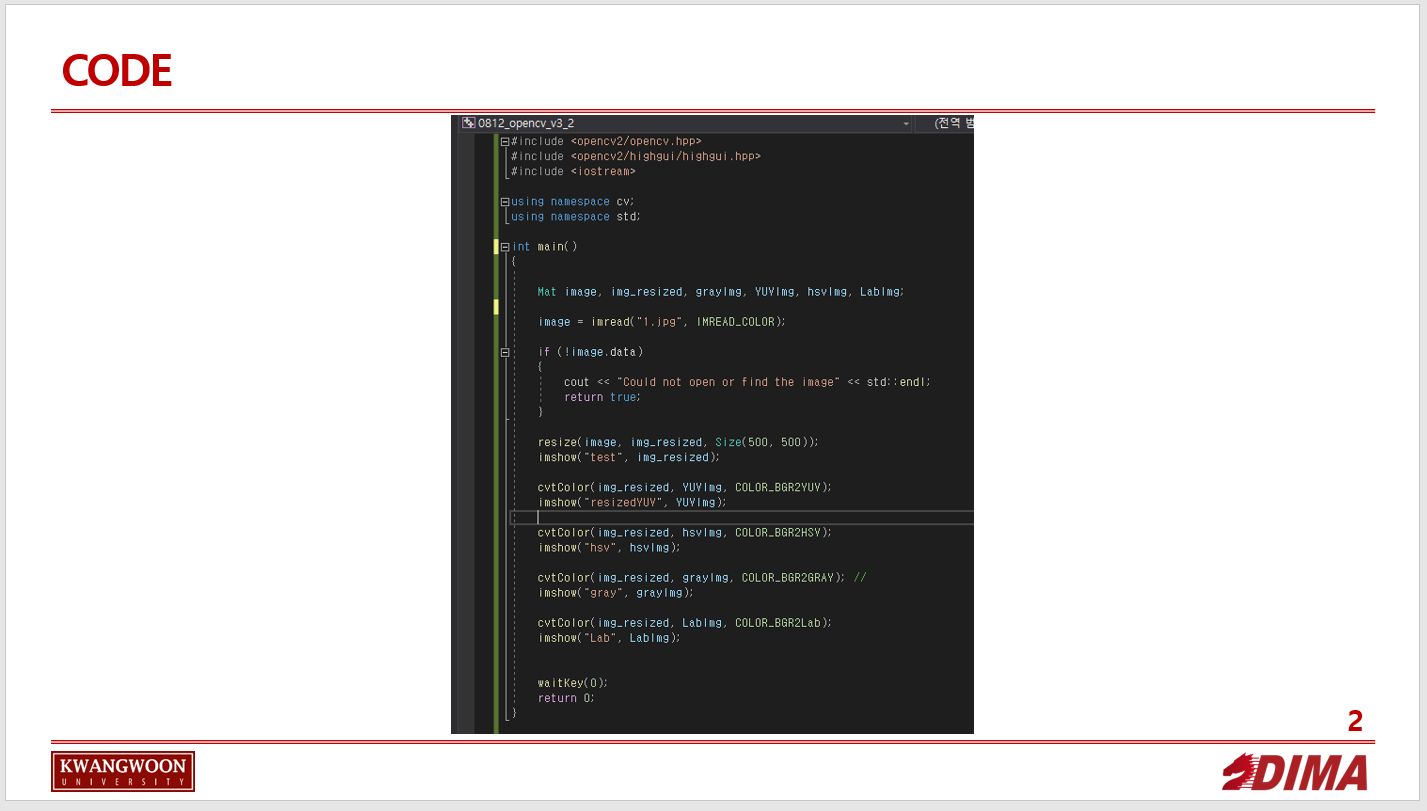 CODE
0812_opencv_v3_2
(전역 범
#include <opencv2/opencv.hpp>
#include <opencv2/highgui/highgui.hpp>
#include <iostream>
using namespace cv;
using namespace std;
int main()
{
Mat image, img_resized, grayImg, YUVImg, hsvImg, LabImg;
image = imread("1.jpg", IMREAD_COLOR);
if (!image.data)
{
cout << "Could not open or find the image" << std::endl;
return true;
}
resize(image, img_resized, Size(500, 500));
imshow("test", img_resized);
cvtColor(img_resized, YUVImg, COLOR_BGR2YUV);
imshow("resizedYUV", YUVImg);
cvtColor(img_resized, hsvImg, COLOR_BGR2HSV);
imshow("hsv", hsvImg);
cvtColor(img_resized, grayImg, COLOR_BGR2GRAY); //
imshow("gray", grayImg);
cvtColor(img_resized, LabImg, COLOR_BGR2Lab);
imshow("Lab", LabImg);
waitKey(0);
return 0;
}
2
KWANGWOON
UNIVERSITY
DIMA